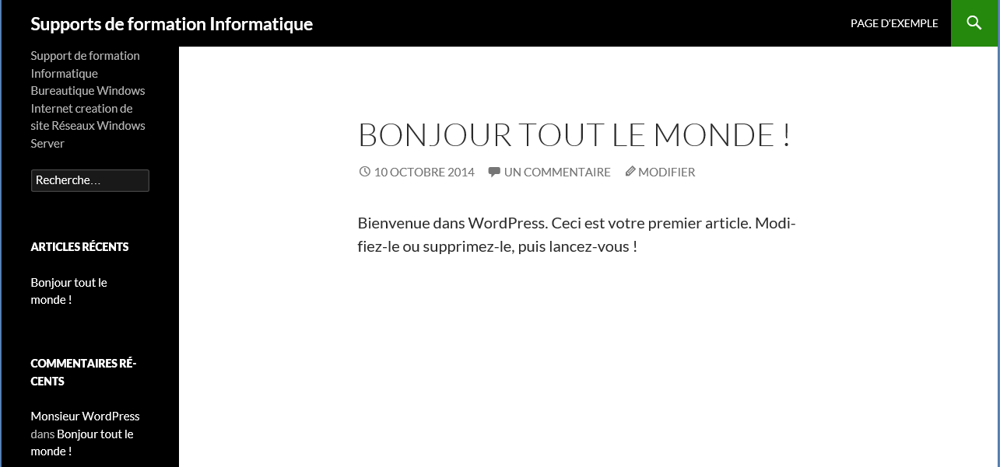 Supports de formation Informatique
PAGE D'EXEMPLE
Support de formation
Informatique
Bureautique Windows
Internet creation de
site Réseaux Windows
Server
Recherche…
ARTICLES RÉCENTS
Bonjour tout le
monde !
COMMENTAIRES RÉ-
CENTS
Monsieur WordPress
dans Bonjour tout le
monde !
BONJOUR TOUT LE MONDE !
10 OCTOBRE 2014 UN COMMENTAIRE MODIFIER
Bienvenue dans WordPress. Ceci est votre premier article. Modi-
fiez-le ou supprimez-le, puis lancez-vous !